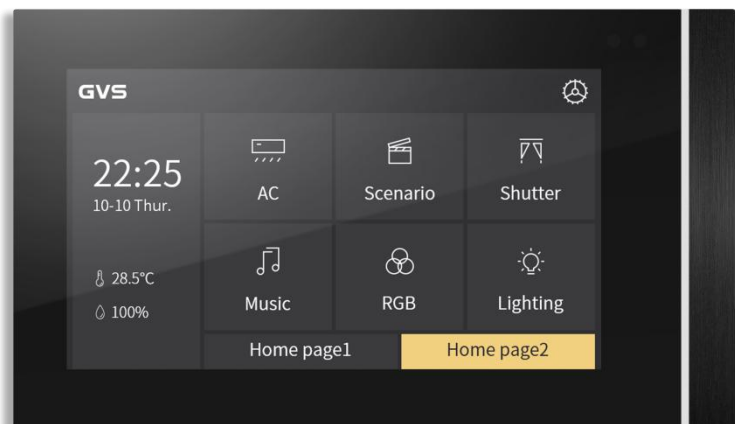 GVS
22:25
10-10 Thur.
28.5°C
100%
AC
Scenario
Shutter
Music
RGB
Lighting
Home page1
Home page2